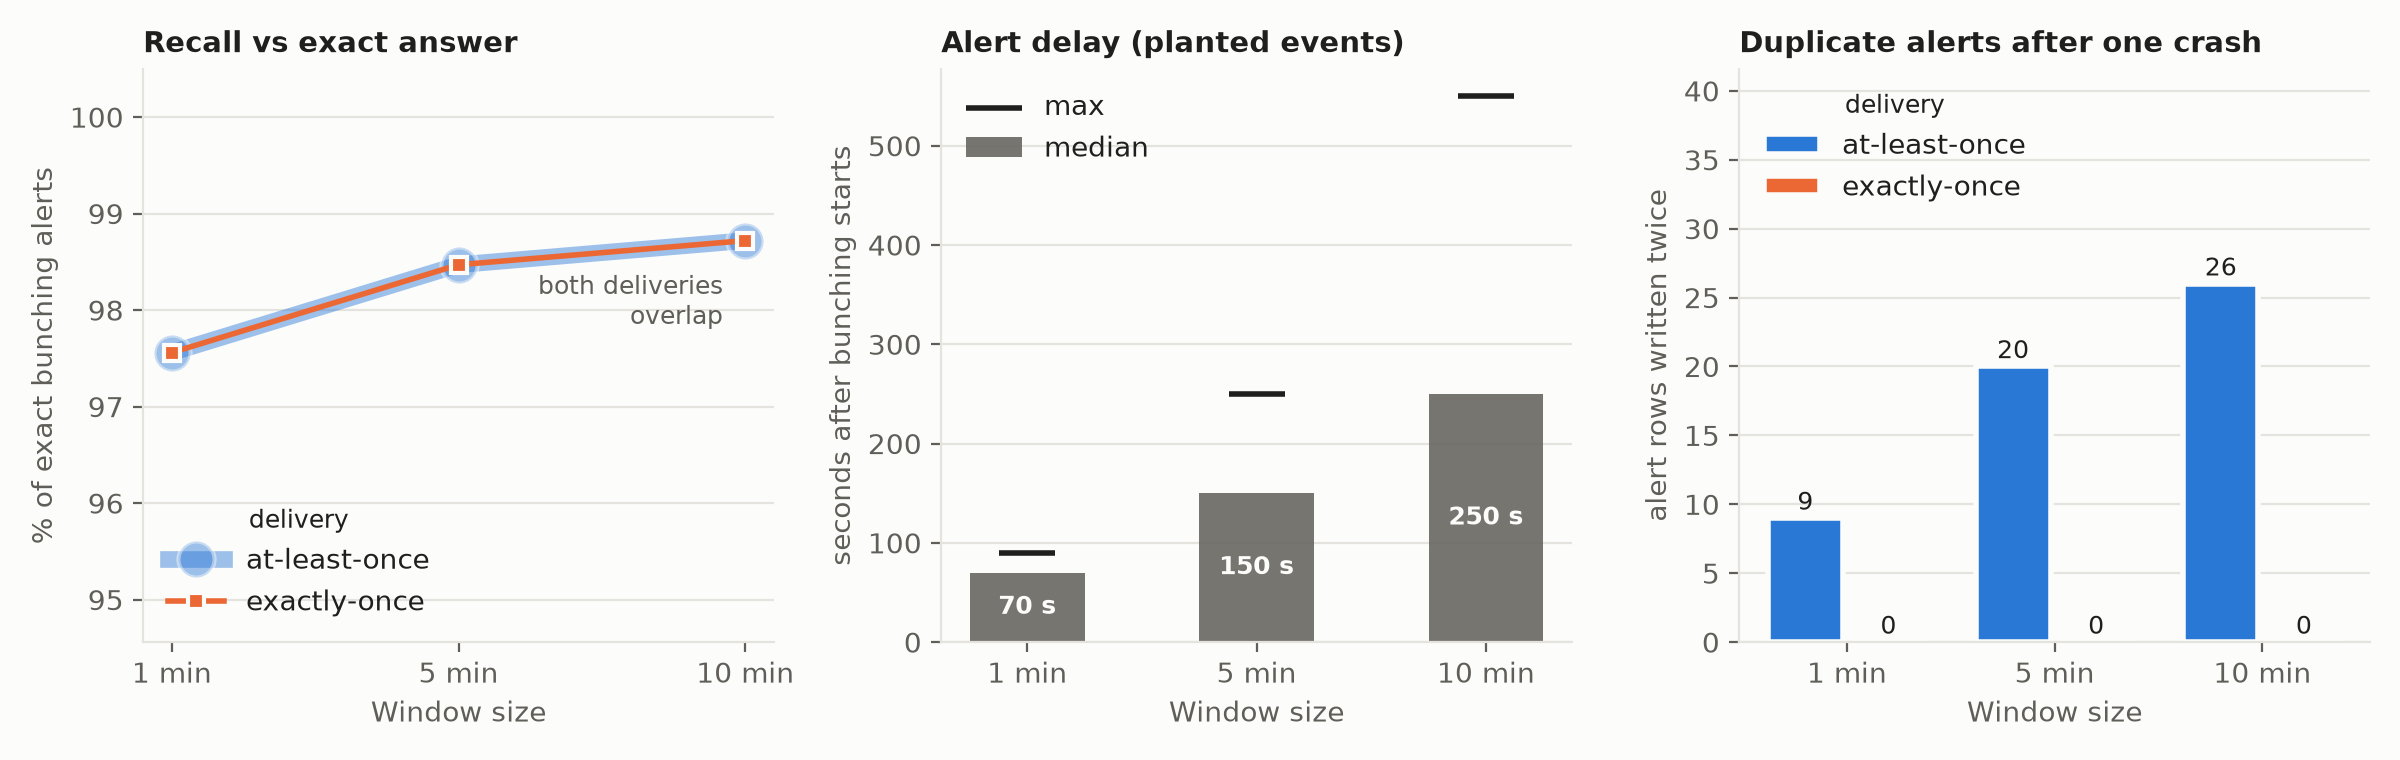 Recall vs exact answer
% of exact bunching alerts
100
99
98
97
96
95
both deliveries
overlap
delivery
at-least-once
exactly-once
1 min
5 min
10 min
Window size
Alert delay (planted events)
seconds after bunching starts
500
400
300
200
100
0
max
median
70 s
150 s
250 s
1 min
5 min
10 min
Window size
Duplicate alerts after one crash
alert rows written twice
40
35
30
25
20
15
10
5
0
delivery
at-least-once
exactly-once
9
0
20
0
26
0
1 min
5 min
10 min
Window size